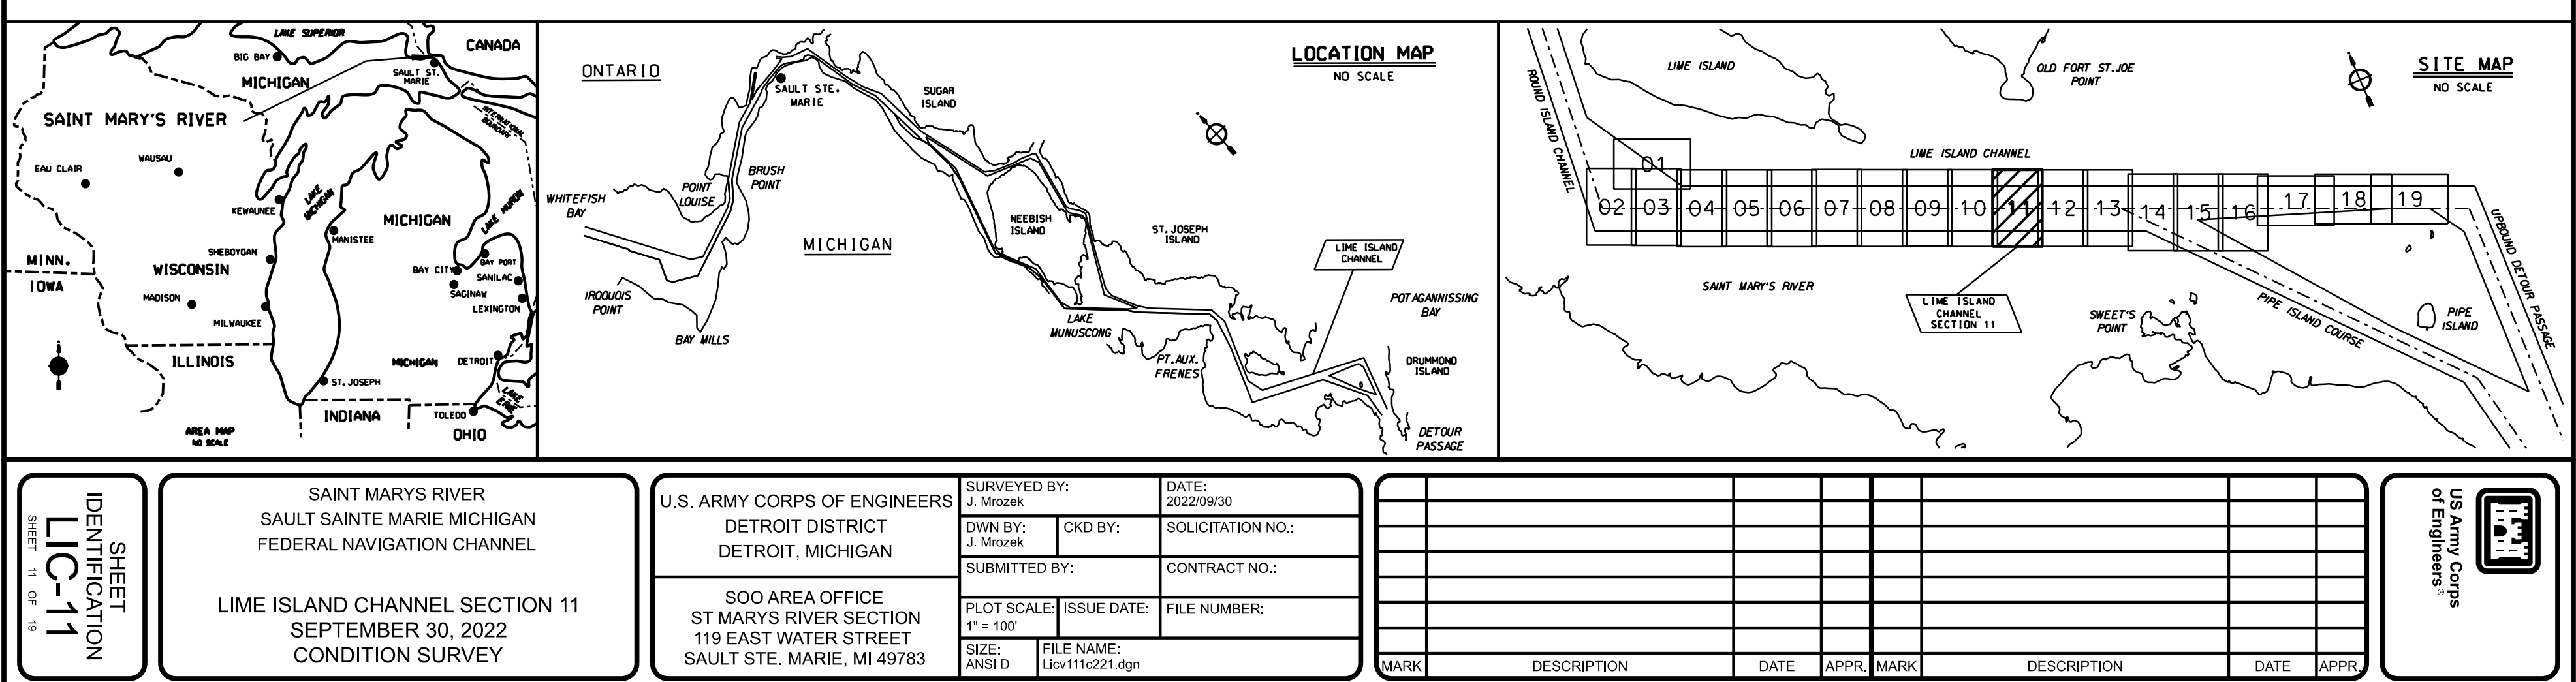 LAKE SUPERIOR
CANADA
BIG BAY
MICHIGAN
SAULT ST.
MARIE
SAINT MARY'S RIVER
INTERNATIONAL
BOUNDARY
WAUSAU
EAU CLAIR
LAKE
MICHIGAN
KEWAUNEE
MICHIGAN
LAKE HURON
MANISTEE
SHEBOYGAN
MINN.
WISCONSIN
BAY PORT
BAY CITY
SANILAC
IOWA
SAGINAW
MADISON
LEXINGTON
MILWAUKEE
ILLINOIS
MICHIGAN
DETROIT
ST. JOSEPH
LAKE
ERIE
INDIANA
TOLEDO
AREA MAP
NO SCALE
OHIO
LOCATION MAP
NO SCALE
ONTARIO
SAULT STE.
MARIE
SUGAR
ISLAND
BRUSH
POINT
POINT
LOUISE
WHITEFISH
BAY
NEEBISH
ISLAND
MICHIGAN
ST. JOSEPH
ISLAND
LIME ISLAND
CHANNEL
IROQUOIS
POINT
POTAGANNISSING
BAY
LAKE
MUNUSCONG
BAY MILLS
PT. AUX.
FRENES
DRUMMOND
ISLAND
DETOUR
PASSAGE
SITE MAP
NO SCALE
LIME ISLAND
OLD FORT ST.JOE
POINT
ROUND ISLAND CHANNEL
LIME ISLAND CHANNEL
01
02 03 04 05 06 07 08 09 10 11 12 13 14 15 16 17 18 19
UPBOUND DETOUR PASSAGE
SAINT MARY'S RIVER
LIME ISLAND
CHANNEL
SECTION 11
SWEET'S
POINT
PIPE ISLAND COURSE
PIPE
ISLAND
SHEET
IDENTIFICATION
LIC-11
SHEET 11 OF 19
SAINT MARYS RIVER
SAULT SAINTE MARIE MICHIGAN
FEDERAL NAVIGATION CHANNEL
LIME ISLAND CHANNEL SECTION 11
SEPTEMBER 30, 2022
CONDITION SURVEY
U.S. ARMY CORPS OF ENGINEERS
DETROIT DISTRICT
DETROIT, MICHIGAN
SOO AREA OFFICE
ST MARYS RIVER SECTION
119 EAST WATER STREET
SAULT STE. MARIE, MI 49783
SURVEYED BY:
J. Mrozek
DATE:
2022/09/30
DWN BY:
J. Mrozek
CKD BY:
SOLICITATION NO.:
SUBMITTED BY:
CONTRACT NO.:
PLOT SCALE:
1" = 100'
ISSUE DATE:
FILE NUMBER:
SIZE:
ANSI D
FILE NAME:
Licv111c221.dgn
MARK DESCRIPTION DATE APPR. MARK DESCRIPTION DATE APPR.
US Army Corps
of Engineers®